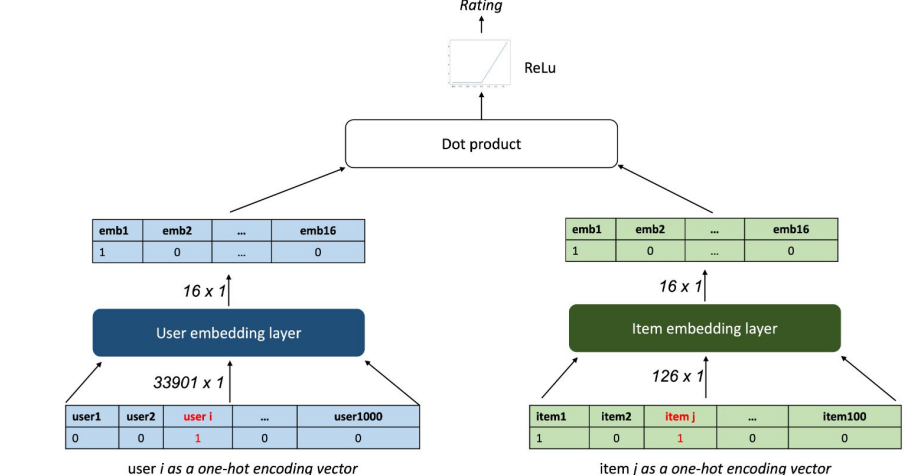 Rating
ReLu
Dot product
emb1 emb2 ... emb16
1 0 ... 0
emb1 emb2 ... emb16
1 0 ... 0
16 x 1
16 x 1
User embedding layer
Item embedding layer
33901 x 1
126 x 1
user1 user2 user i ... user1000
0 0 1 0 0
item1 item2 item j ... item100
1 0 1 0 0
user i as a one-hot encoding vector
item j as a one-hot encoding vector